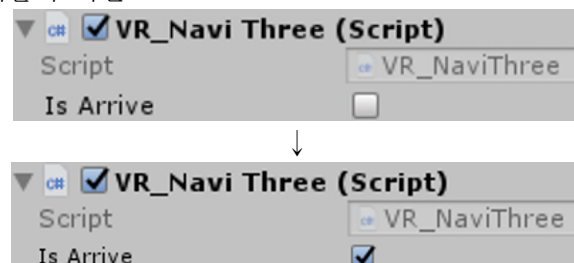 VR_Navi Three (Script)
Script VR_NaviThree
Is Arrive
↓
VR_Navi Three (Script)
Script VR_NaviThree
Is Arrive